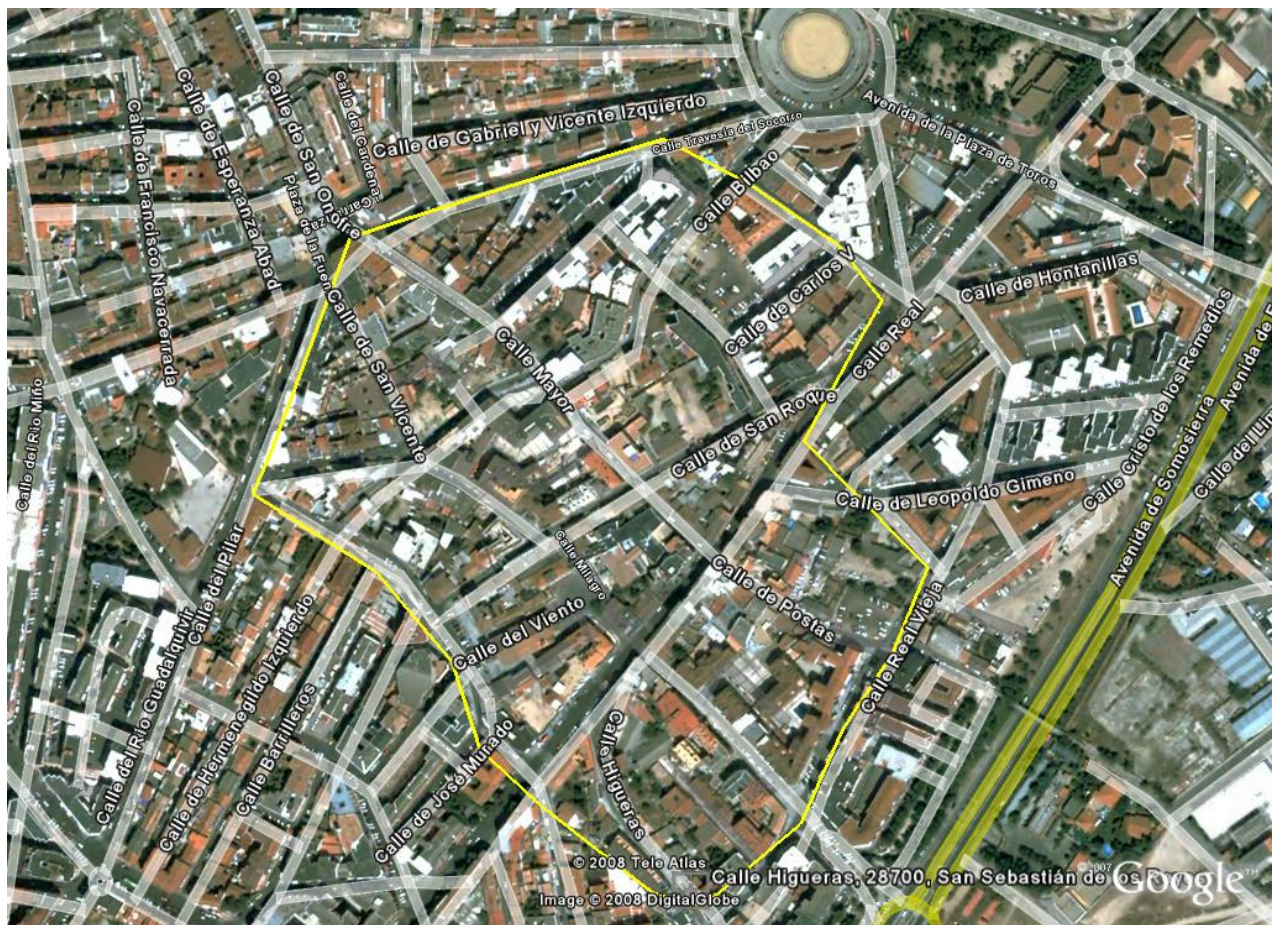 Calle de Gabriel y Vicente Izquierdo
Calle Travesía del Socorro
Avenida de la Plaza de Toros
Calle del Cardenal
Calle de San Onofre
Calle de Esperanza Abad
Calle de Francisco Navacerrada
Plaza de la Fuen
Calle Bilbao
Calle de Carlos V
Calle de Hontanillas
Calle Real
Calle Mayor
Calle de San Vicente
Calle de San Roque
Calle de Leopoldo Gimeno
Calle Cristo de los Remedios
Avenida de Somosierra
Calle del Río Miño
Calle Milagro
Calle de Postas
Calle del Viento
Calle Real Vieja
Calle del Pilar
Calle del Río Guadalquivir
Calle de Hermenegildo Izquierdo
Calle Barrilleros
Calle de José Murado
Calle Higueras
© 2008 Tele Atlas
Calle Higueras, 28700, San Sebastián de los Reyes
Image © 2008 DigitalGlobe
©2007 Google™